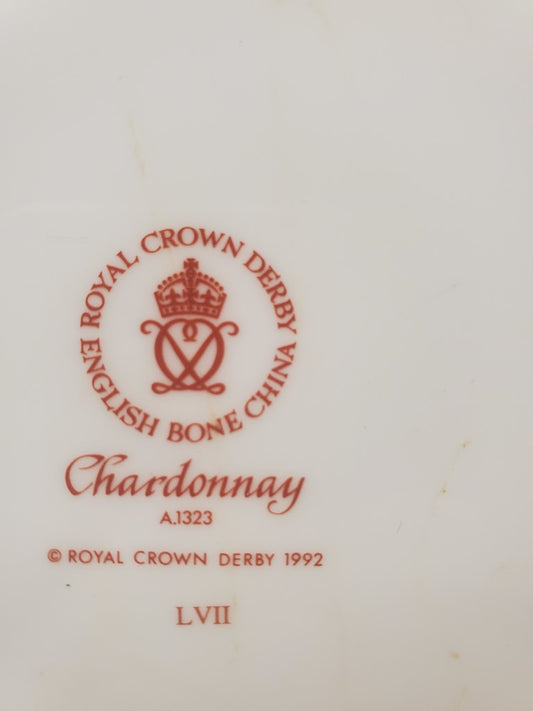 ROYAL CROWN DERBY
ENGLISH BONE CHINA
Chardonnay
A.1323
© ROYAL CROWN DERBY 1992
LVII